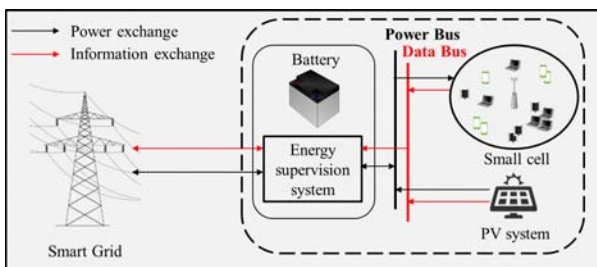 Power exchange
Information exchange
Battery
Power Bus
Data Bus
Energy
supervision
system
Small cell
Smart Grid
PV system